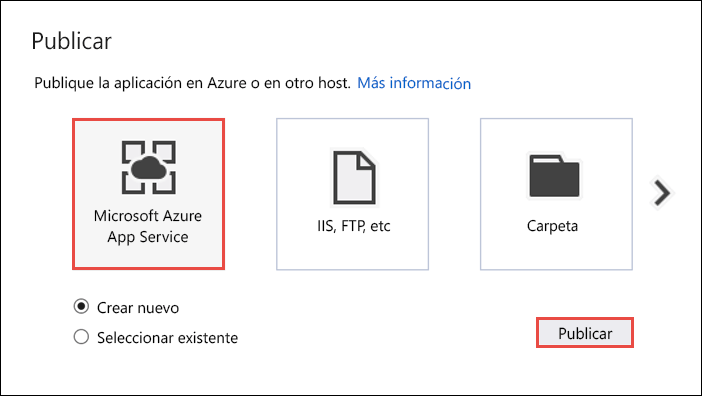 Publicar
Publique la aplicación en Azure o en otro host. Más información
Microsoft Azure
App Service
IIS, FTP, etc
Carpeta
Crear nuevo
Seleccionar existente
Publicar